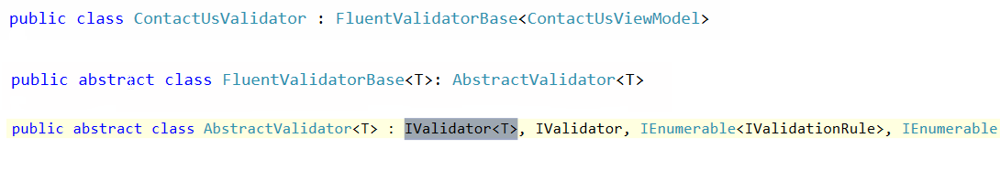 public class ContactUsValidator : FluentValidatorBase<ContactUsViewModel>
public abstract class FluentValidatorBase<T>: AbstractValidator<T>
public abstract class AbstractValidator<T> : IValidator<T>, IValidator, IEnumerable<IValidationRule>, IEnumerable